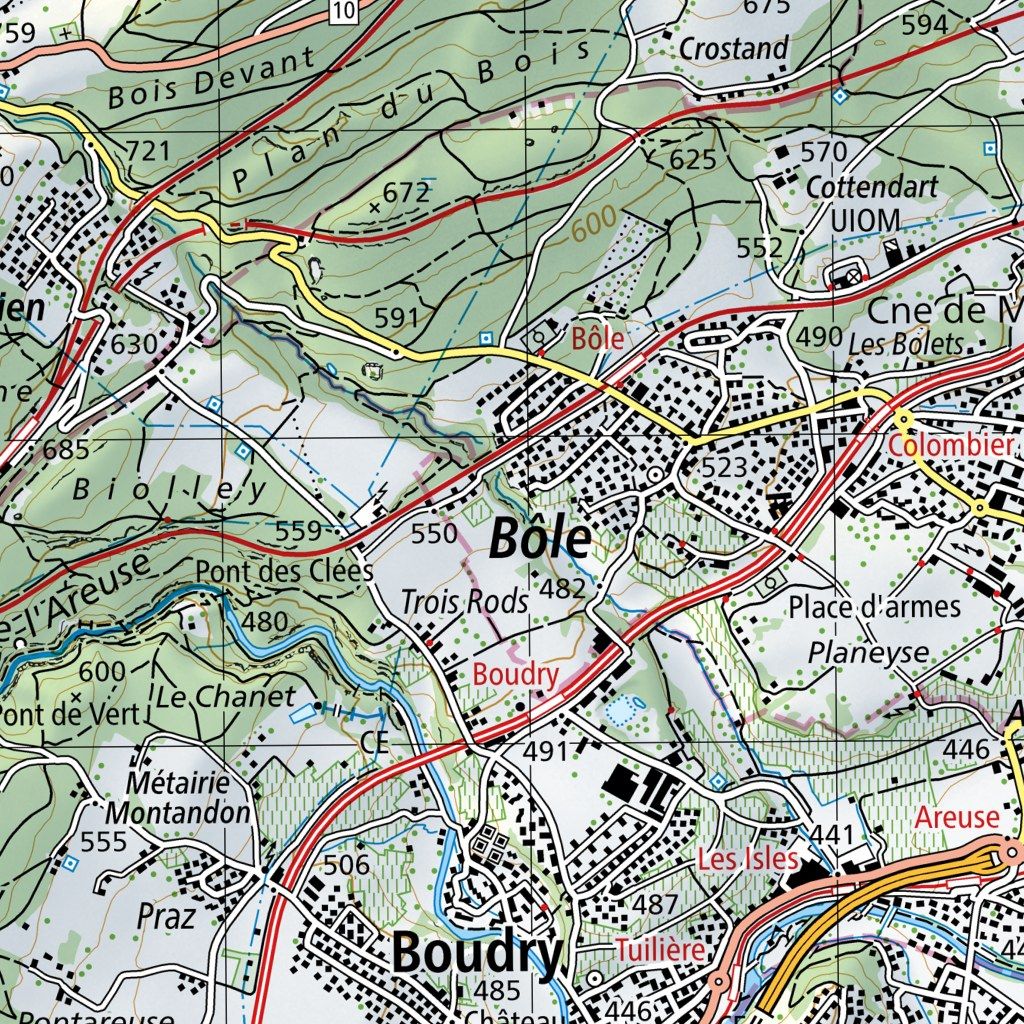 10
675
594
Crostand
59
Bois Devant
Plan du Bois
721
625
570
672
Cottendart
UIOM
600
552
591
Cne de M
ien
630
Bôle
490
Les Bolets
685
Colombier
523
Biolley
559
550
Bôle
Pont des Clées
482
Trois Rods
e-l'Areuse
480
Place d'armes
Planeyse
600
Boudry
Le Chanet
Pont de Vert.
CE
491
446
Métairie
Montandon
555
Areuse
441
506
Les Isles
487
Praz
Boudry
Tuilière
485
446
Pontareuse
Château